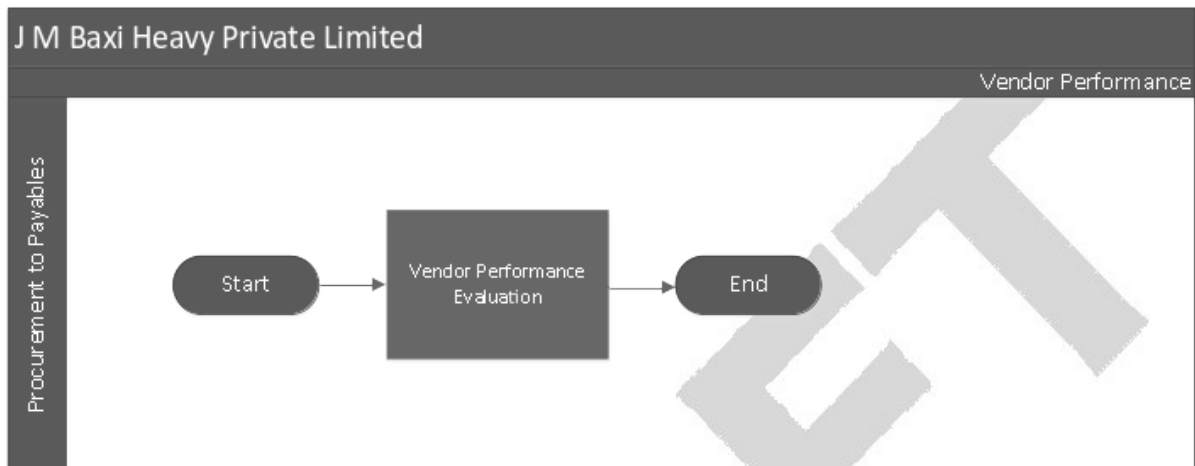 J M Baxi Heavy Private Limited
Vendor Performance
Procurement to Payables
Start
Vendor Performance
Evaluation
End